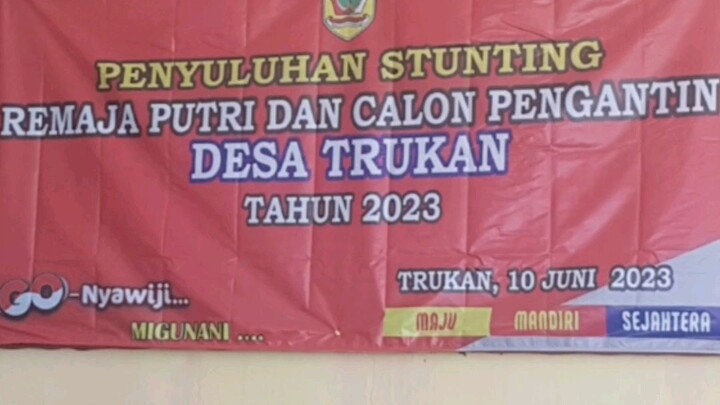 PENYULUHAN STUNTING
REMAJA PUTRI DAN CALON PENGANTIN
DESA TRUKAN
TAHUN 2023
TRUKAN, 10 JUNI 2023
GO-Nyawiji...
MIGUNANI ....
MAJU MANDIRI SEJAHTERA